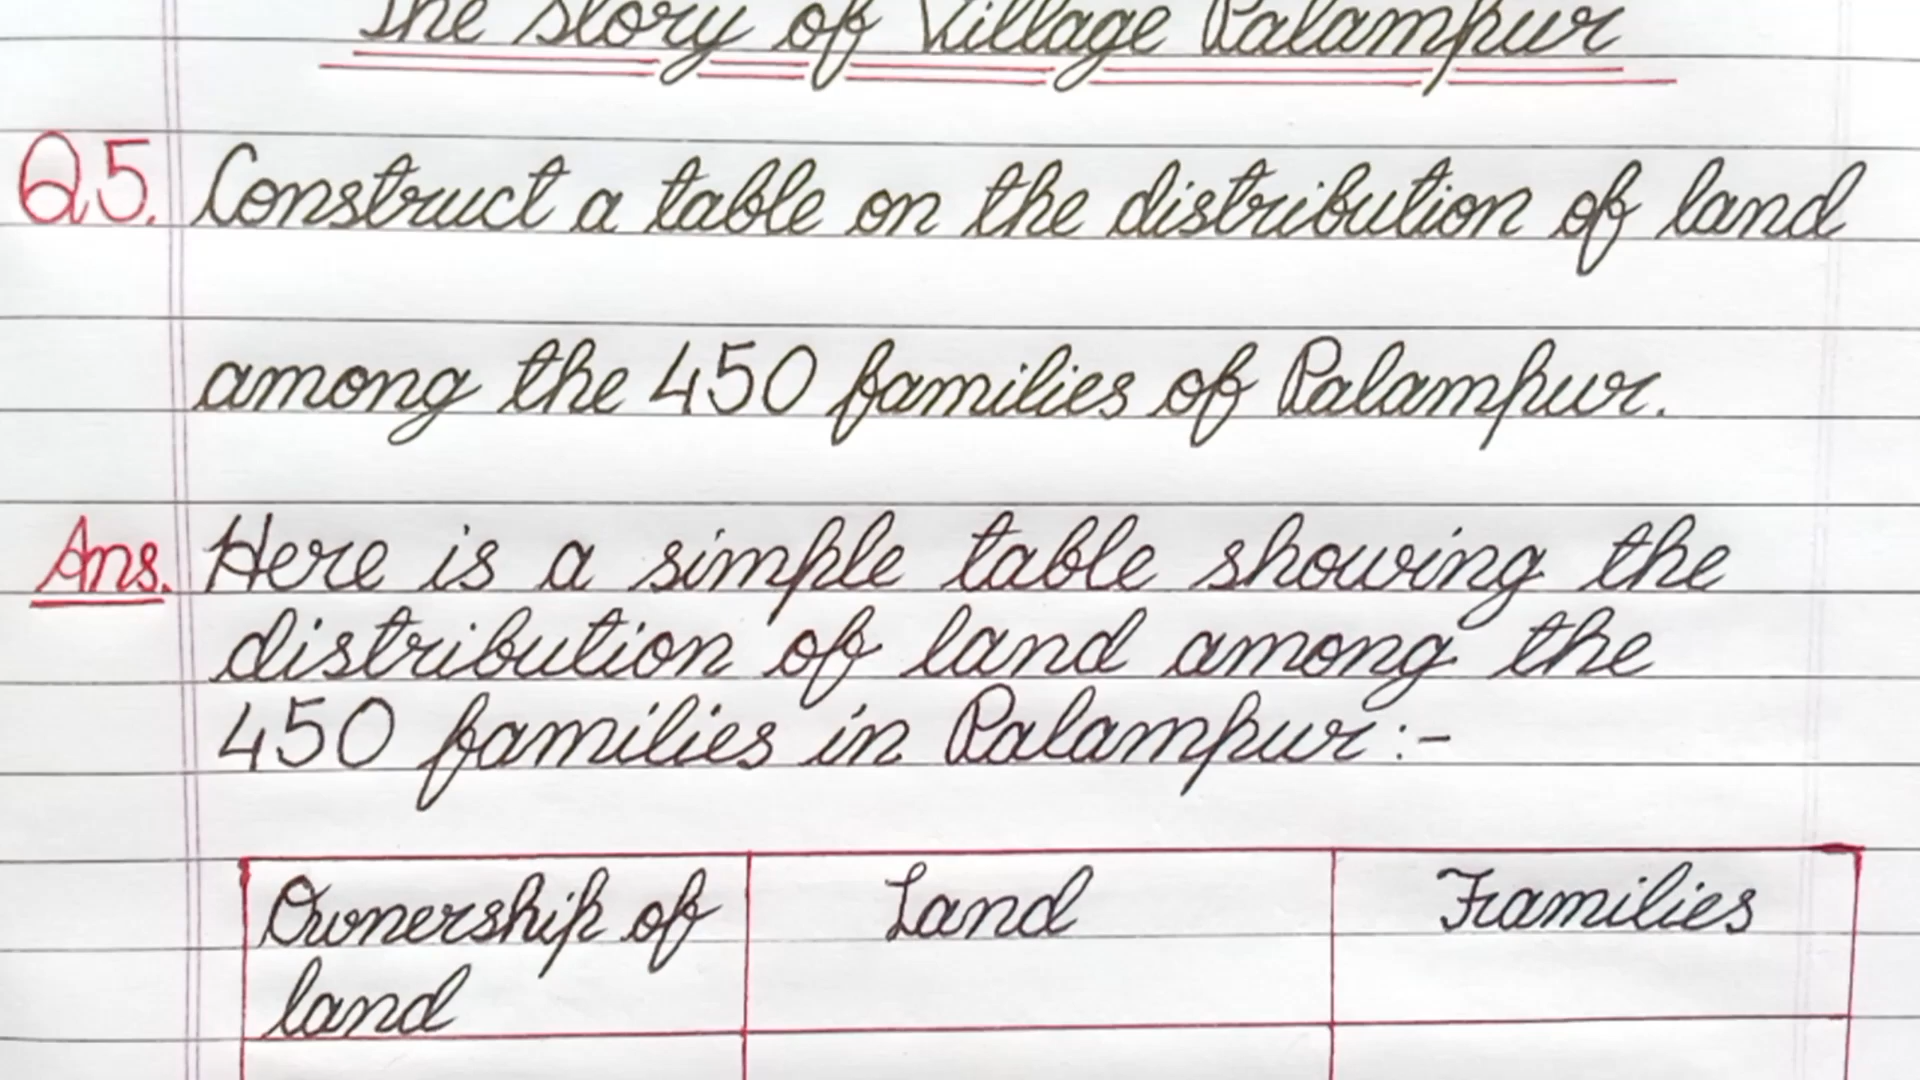 The Story of Village Palampur
Q5. Construct a table on the distribution of land
among the 450 families of Palampur.
Ans. Here is a simple table showing the
distribution of land among the
450 families in Palampur:-
Ownership of Land Families
land